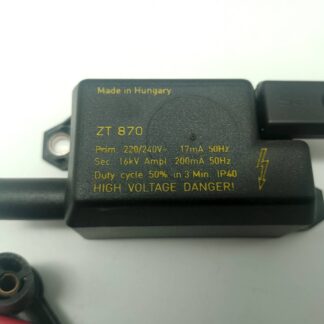 Made in Hungary
ZT 870
Prim. 220/240V~ 17mA 50Hz
Sec. 16kV Ampl. 200mA 50Hz
Duty cycle 50% in 3 Min. IP40
HIGH VOLTAGE DANGER!